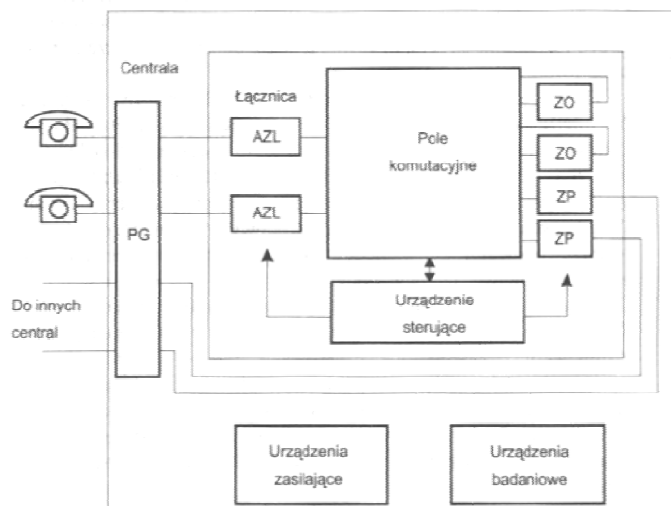 Centrala
Łącznica
AZL
Pole
komutacyjne
ZO
ZO
AZL
ZP
PG
ZP
Do innych
central
Urządzenie
sterujące
Urządzenia
zasilające
Urządzenia
badaniowe